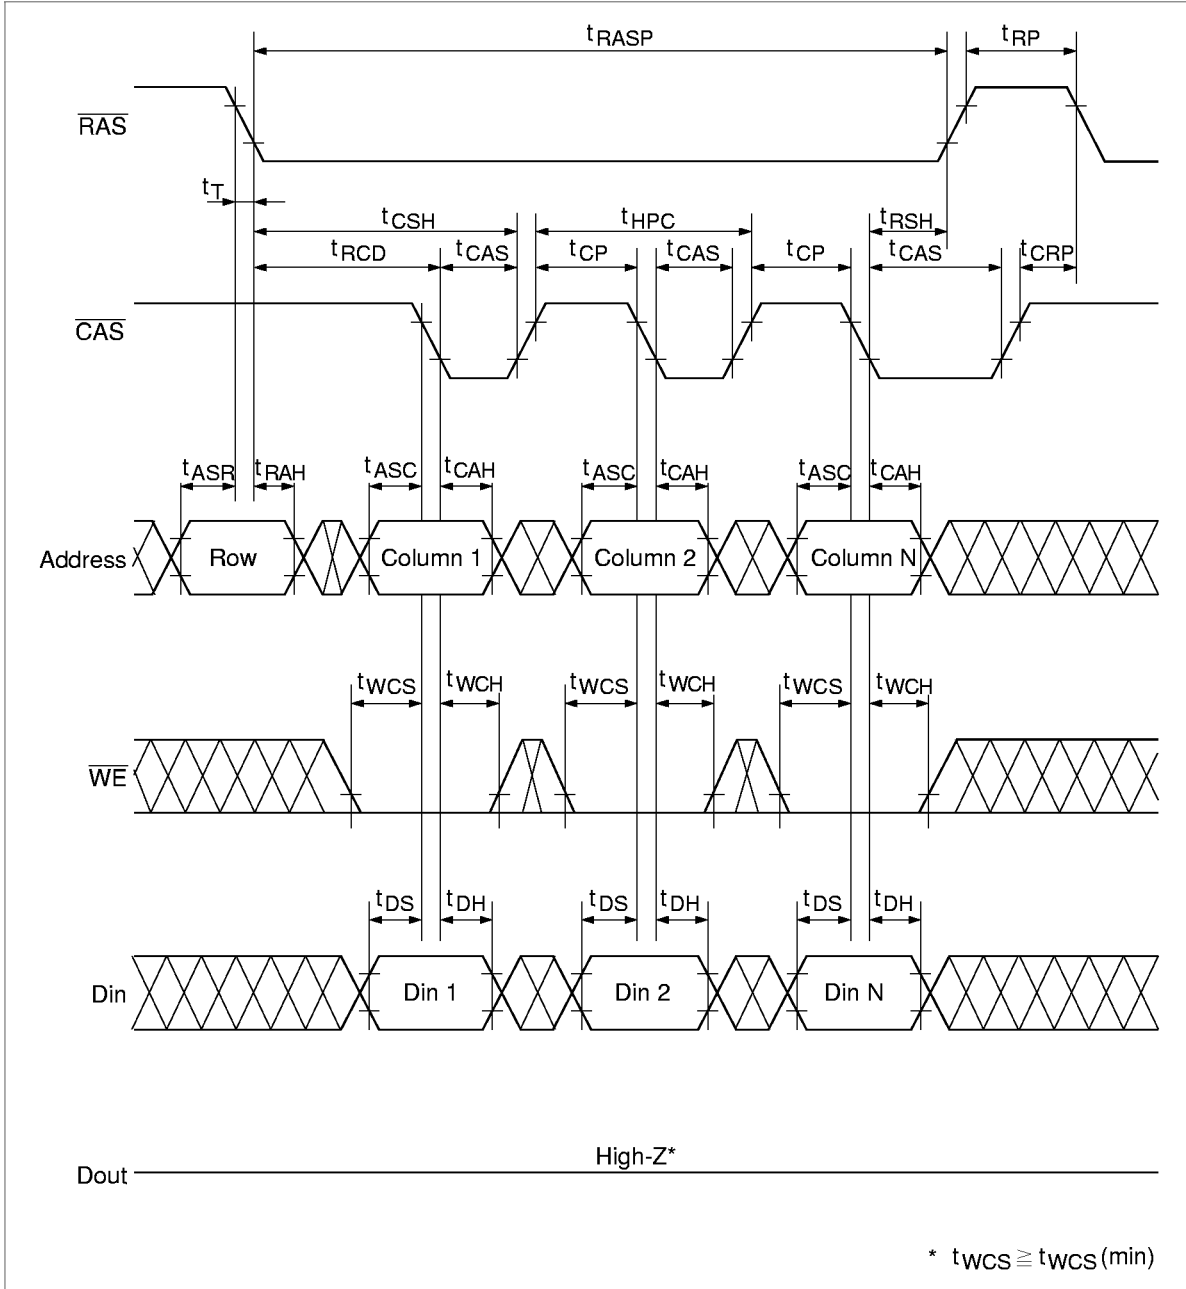 tRASP tRP
RAS
tT
tCSH tHPC tRSH
tRCD tCAS tCP tCAS tCP tCAS tCRP
CAS
tASR tRAH tASC tCAH tASC tCAH tASC tCAH
Address Row Column 1 Column 2 Column N
tWCS tWCH tWCS tWCH tWCS tWCH
WE
tDS tDH tDS tDH tDS tDH
Din Din 1 Din 2 Din N
High-Z*
Dout
* tWCS ≧ tWCS (min)